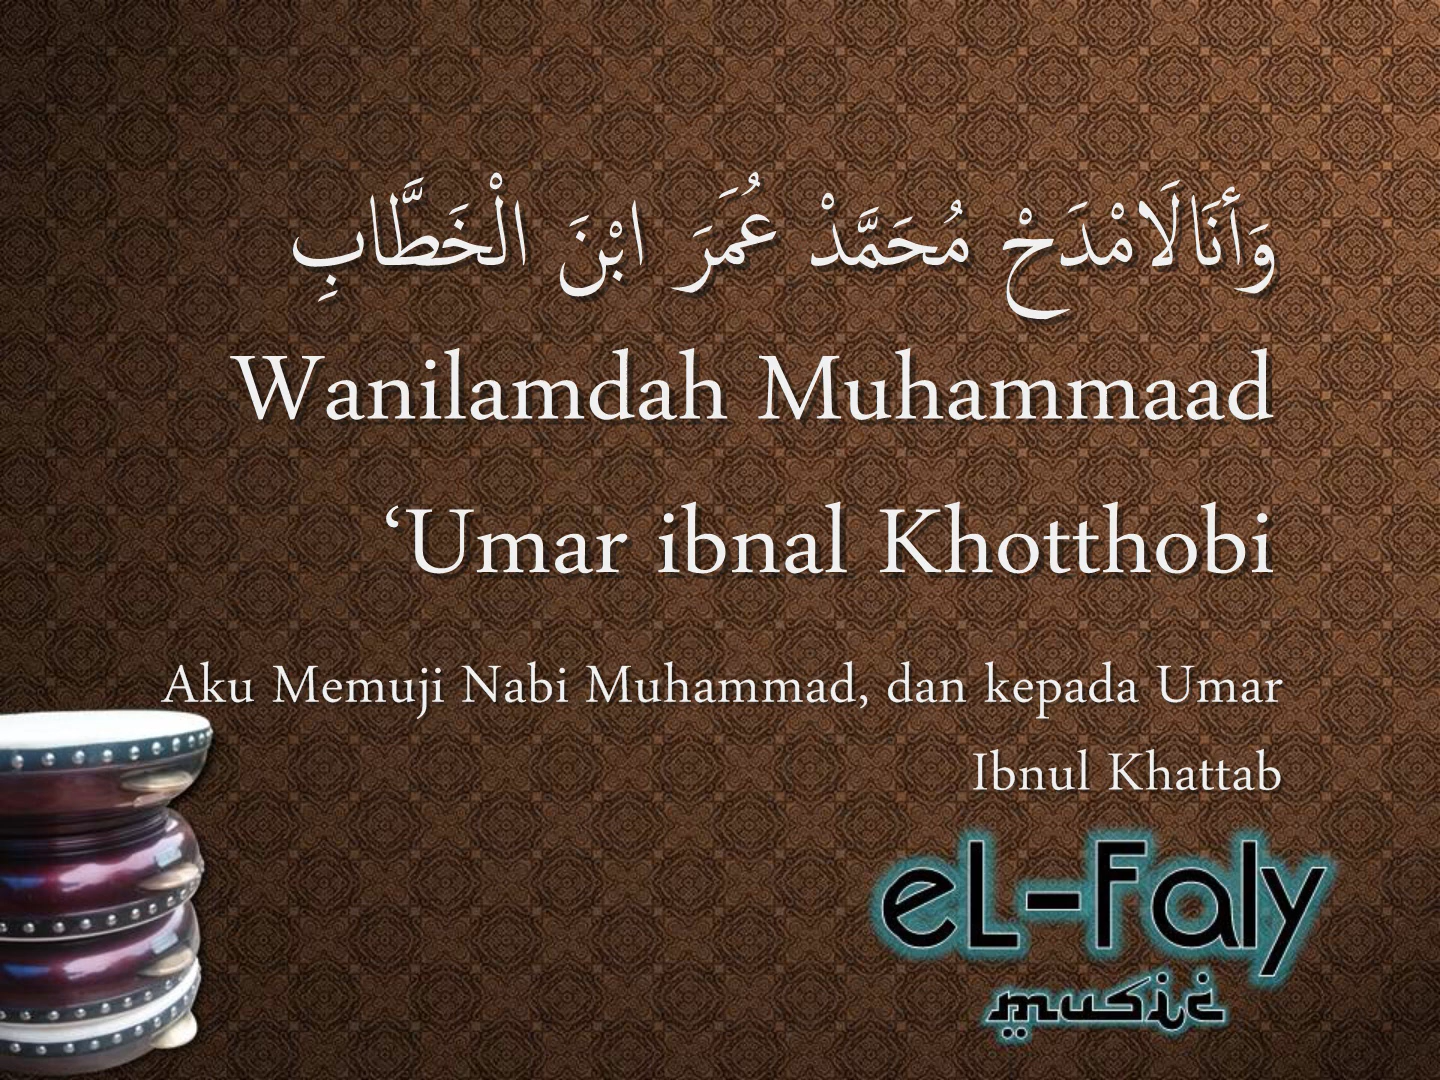 وَأَنَالَامْدَحْ مُحَمَّدْ عُمَرَ ابْنَ الْخَطَّابِ
Wanilamdah Muhammaad
‘Umar ibnal Khotthobi
Aku Memuji Nabi Muhammad, dan kepada Umar
Ibnul Khattab
eL-Faly
music